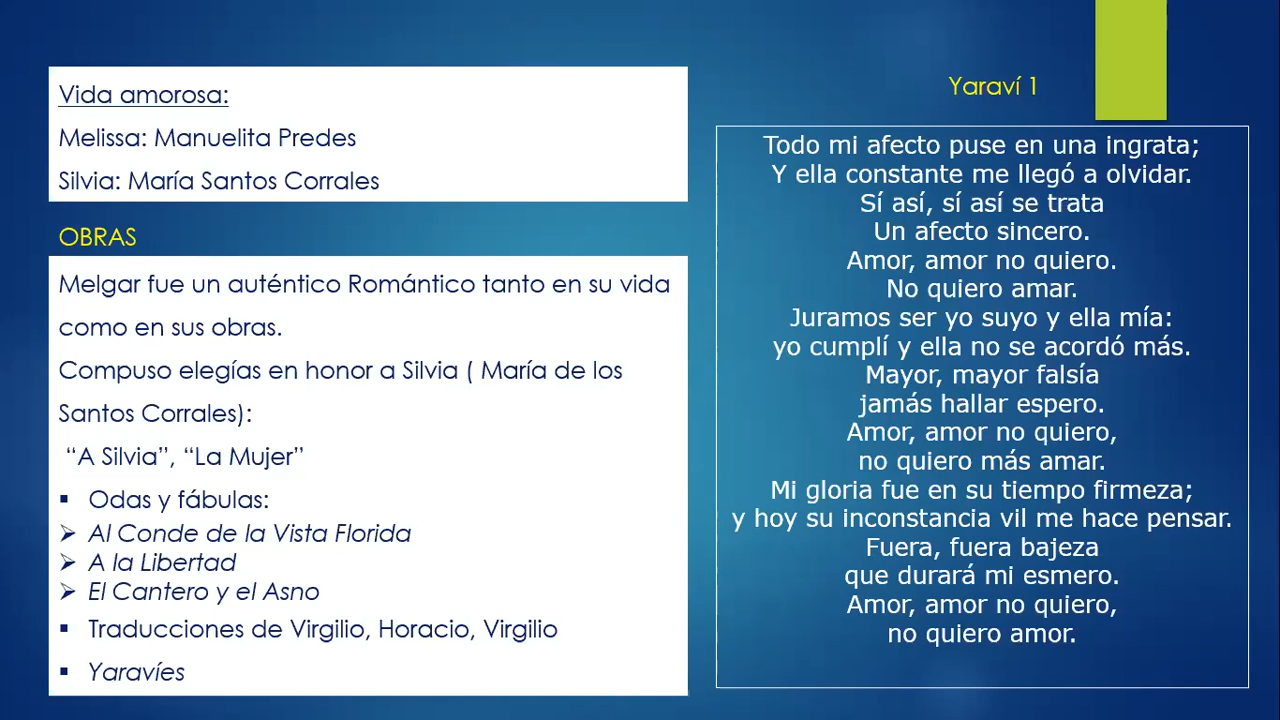 Vida amorosa:
Melissa: Manuelita Predes
Silvia: María Santos Corrales
OBRAS
Melgar fue un auténtico Romántico tanto en su vida
como en sus obras.
Compuso elegías en honor a Silvia ( María de los
Santos Corrales):
“A Silvia”, “La Mujer”
▪ Odas y fábulas:
➢ Al Conde de la Vista Florida
➢ A la Libertad
➢ El Cantero y el Asno
▪ Traducciones de Virgilio, Horacio, Virgilio
▪ Yaravíes
Yaraví 1
Todo mi afecto puse en una ingrata;
Y ella constante me llegó a olvidar.
Sí así, sí así se trata
Un afecto sincero.
Amor, amor no quiero.
No quiero amar.
Juramos ser yo suyo y ella mía:
yo cumplí y ella no se acordó más.
Mayor, mayor falsía
jamás hallar espero.
Amor, amor no quiero,
no quiero más amar.
Mi gloria fue en su tiempo firmeza;
y hoy su inconstancia vil me hace pensar.
Fuera, fuera bajeza
que durará mi esmero.
Amor, amor no quiero,
no quiero amor.